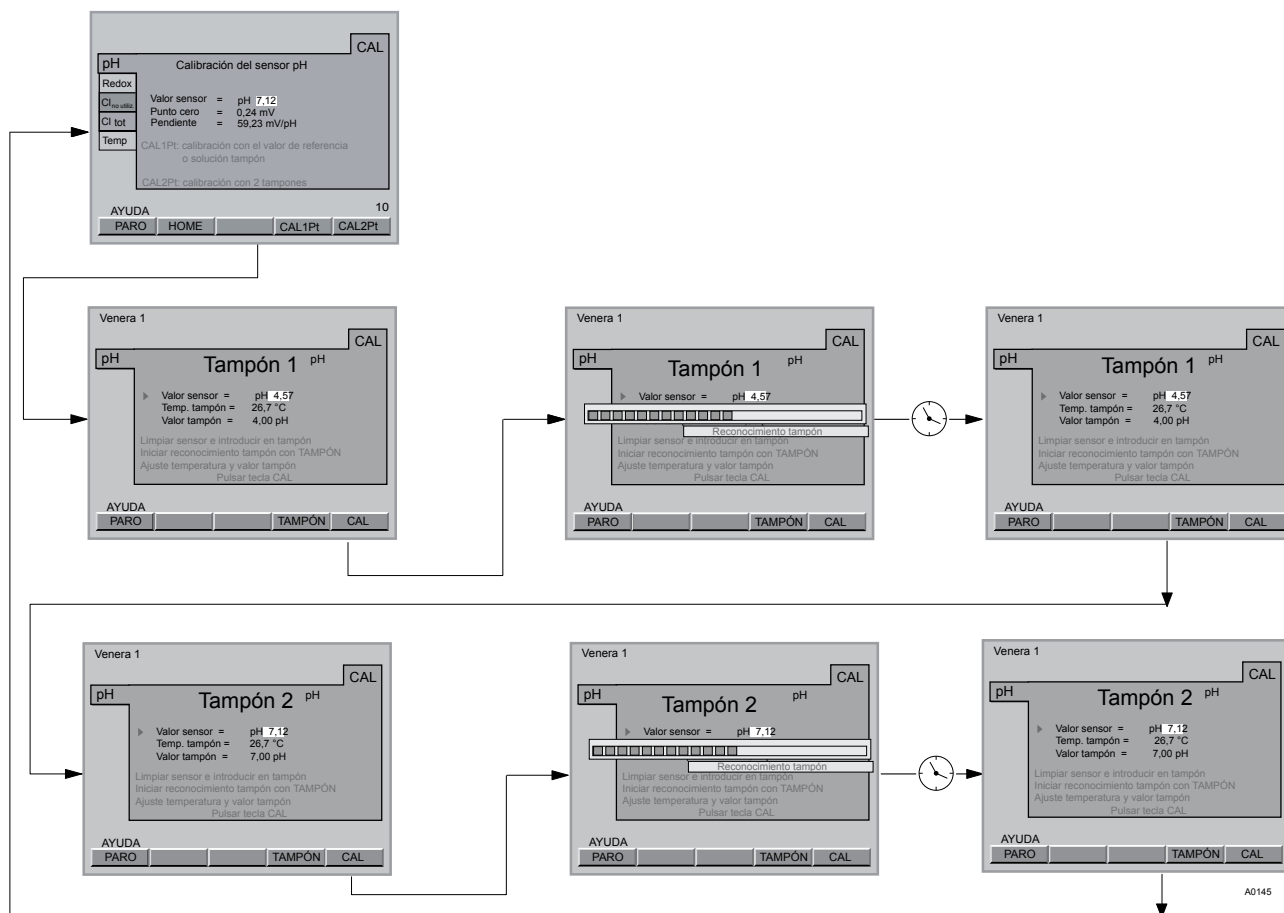 CAL
pH
Calibración del sensor pH
Redox
Cl no utiliz.
Cl tot
Temp
Valor sensor = pH 7,12
Punto cero = 0,24 mV
Pendiente = 59,23 mV/pH
CAL1Pt: calibración con el valor de referencia
o solución tampón
CAL2Pt: calibración con 2 tampones
AYUDA
10
PARO HOME CAL1Pt CAL2Pt
Venera 1
CAL
pH
Tampón 1 pH
Valor sensor = pH 4,57
Temp. tampón = 26,7 °C
Valor tampón = 4,00 pH
Limpiar sensor e introducir en tampón
Iniciar reconocimiento tampón con TAMPÓN
Ajuste temperatura y valor tampón
Pulsar tecla CAL
AYUDA
PARO TAMPÓN CAL
Venera 1
CAL
pH
Tampón 1 pH
Valor sensor = pH 4,57
Reconocimiento tampón
Limpiar sensor e introducir en tampón
Iniciar reconocimiento tampón con TAMPÓN
Ajuste temperatura y valor tampón
Pulsar tecla CAL
AYUDA
PARO TAMPÓN CAL
Venera 1
CAL
pH
Tampón 1 pH
Valor sensor = pH 4,57
Temp. tampón = 26,7 °C
Valor tampón = 4,00 pH
Limpiar sensor e introducir en tampón
Iniciar reconocimiento tampón con TAMPÓN
Ajuste temperatura y valor tampón
Pulsar tecla CAL
AYUDA
PARO TAMPÓN CAL
Venera 1
CAL
pH
Tampón 2 pH
Valor sensor = pH 7,12
Temp. tampón = 26,7 °C
Valor tampón = 7,00 pH
Limpiar sensor e introducir en tampón
Iniciar reconocimiento tampón con TAMPÓN
Ajuste temperatura y valor tampón
Pulsar tecla CAL
AYUDA
PARO TAMPÓN CAL
Venera 1
CAL
pH
Tampón 2 pH
Valor sensor = pH 7,12
Reconocimiento tampón
Limpiar sensor e introducir en tampón
Iniciar reconocimiento tampón con TAMPÓN
Ajuste temperatura y valor tampón
Pulsar tecla CAL
AYUDA
PARO TAMPÓN CAL
Venera 1
CAL
pH
Tampón 2 pH
Valor sensor = pH 7,12
Temp. tampón = 26,7 °C
Valor tampón = 7,00 pH
Limpiar sensor e introducir en tampón
Iniciar reconocimiento tampón con TAMPÓN
Ajuste temperatura y valor tampón
Pulsar tecla CAL
AYUDA
PARO TAMPÓN CAL
A0145